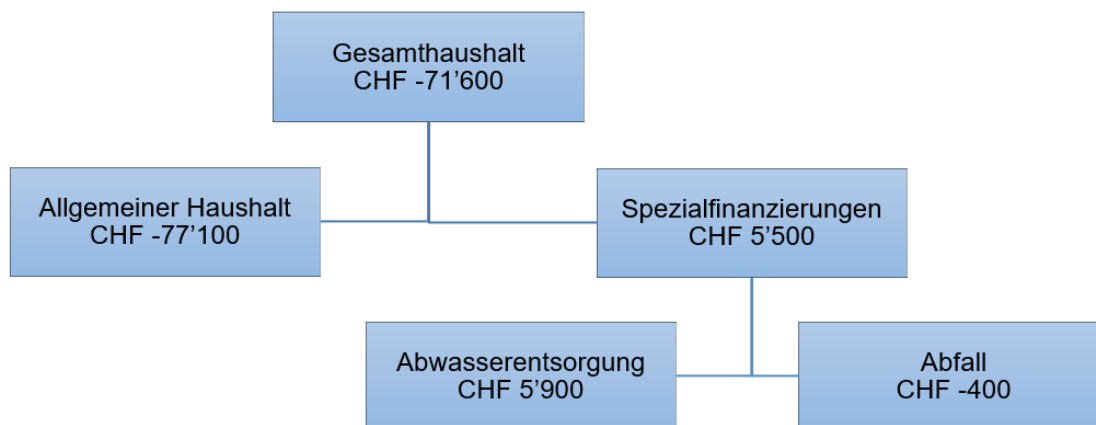 Gesamthaushalt
CHF -71’600
Allgemeiner Haushalt
CHF -77’100
Spezialfinanzierungen
CHF 5’500
Abwasserentsorgung
CHF 5’900
Abfall
CHF -400